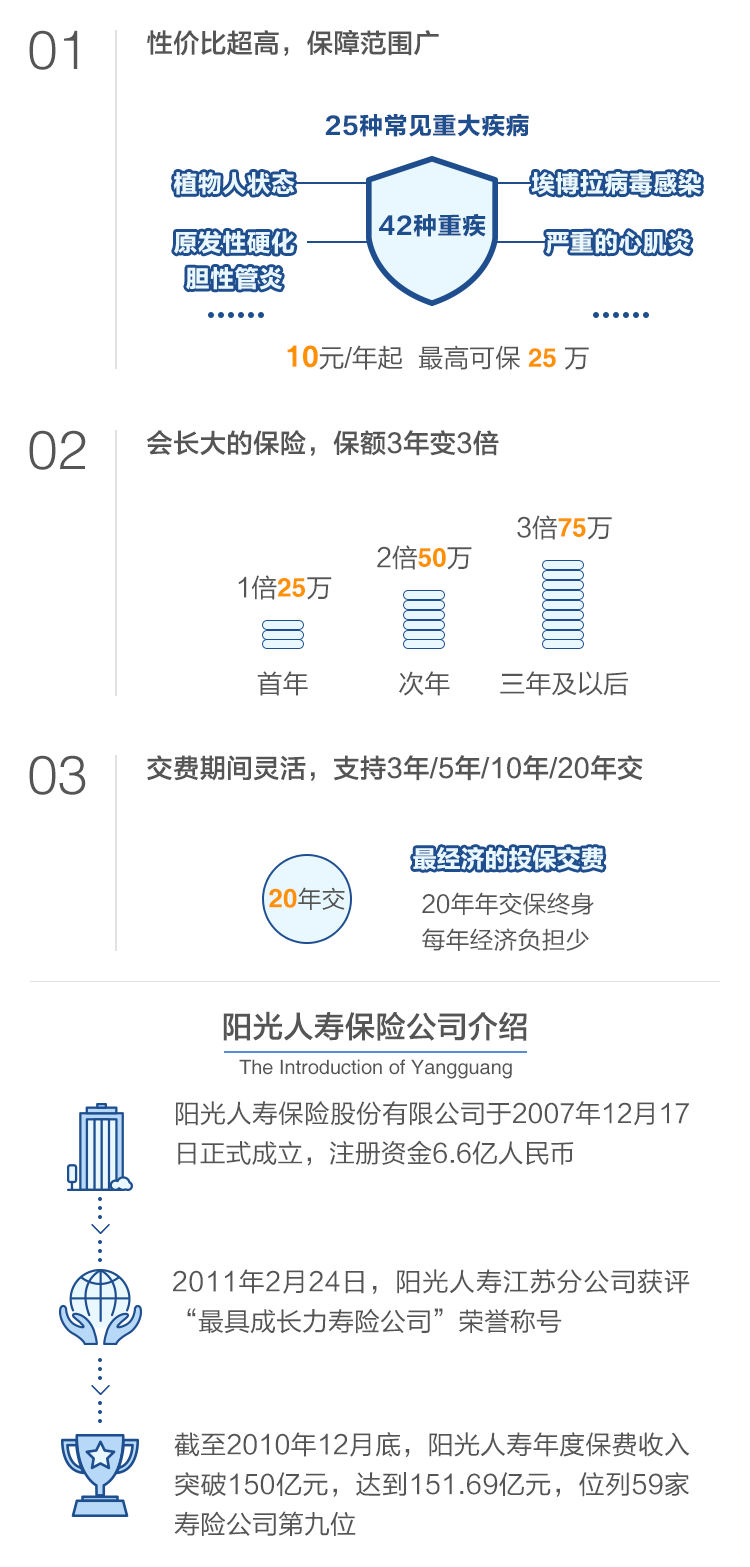 01
性价比超高，保障范围广
25种常见重大疾病
植物人状态
埃博拉病毒感染
42种重疾
原发性硬化
胆性管炎
严重的心肌炎
10元/年起 最高可保 25 万
02
会长大的保险，保额3年变3倍
3倍75万
2倍50万
1倍25万
首年
次年
三年及以后
03
交费期间灵活，支持3年/5年/10年/20年交
20年交
最经济的投保交费
20年年交保终身
每年经济负担少
阳光人寿保险公司介绍
The Introduction of Yangguang
阳光人寿保险股份有限公司于2007年12月17
日正式成立，注册资金6.6亿人民币
2011年2月24日，阳光人寿江苏分公司获评
“最具成长力寿险公司”荣誉称号
截至2010年12月底，阳光人寿年度保费收入
突破150亿元，达到151.69亿元，位列59家
寿险公司第九位